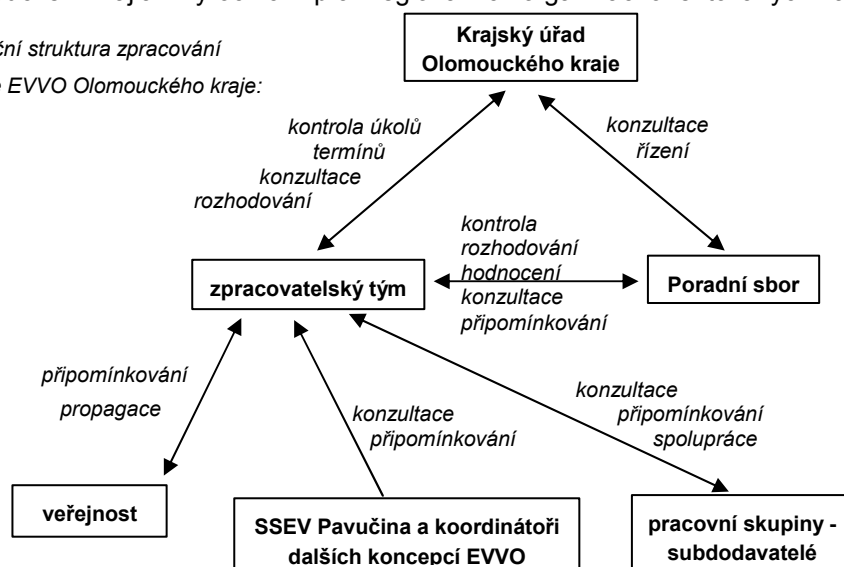 Krajský úřad
Olomouckého kraje
ční struktura zpracování
e EVVO Olomouckého kraje:
kontrola úkolů
termínů
konzultace
rozhodování
konzultace
řízení
kontrola
rozhodování
hodnocení
konzultace
připomínkování
zpracovatelský tým
Poradní sbor
připomínkování
propagace
konzultace
připomínkování
konzultace
připomínkování
spolupráce
veřejnost
SSEV Pavučina a koordinátoři
dalších koncepcí EVVO
pracovní skupiny -
subdodavatelé